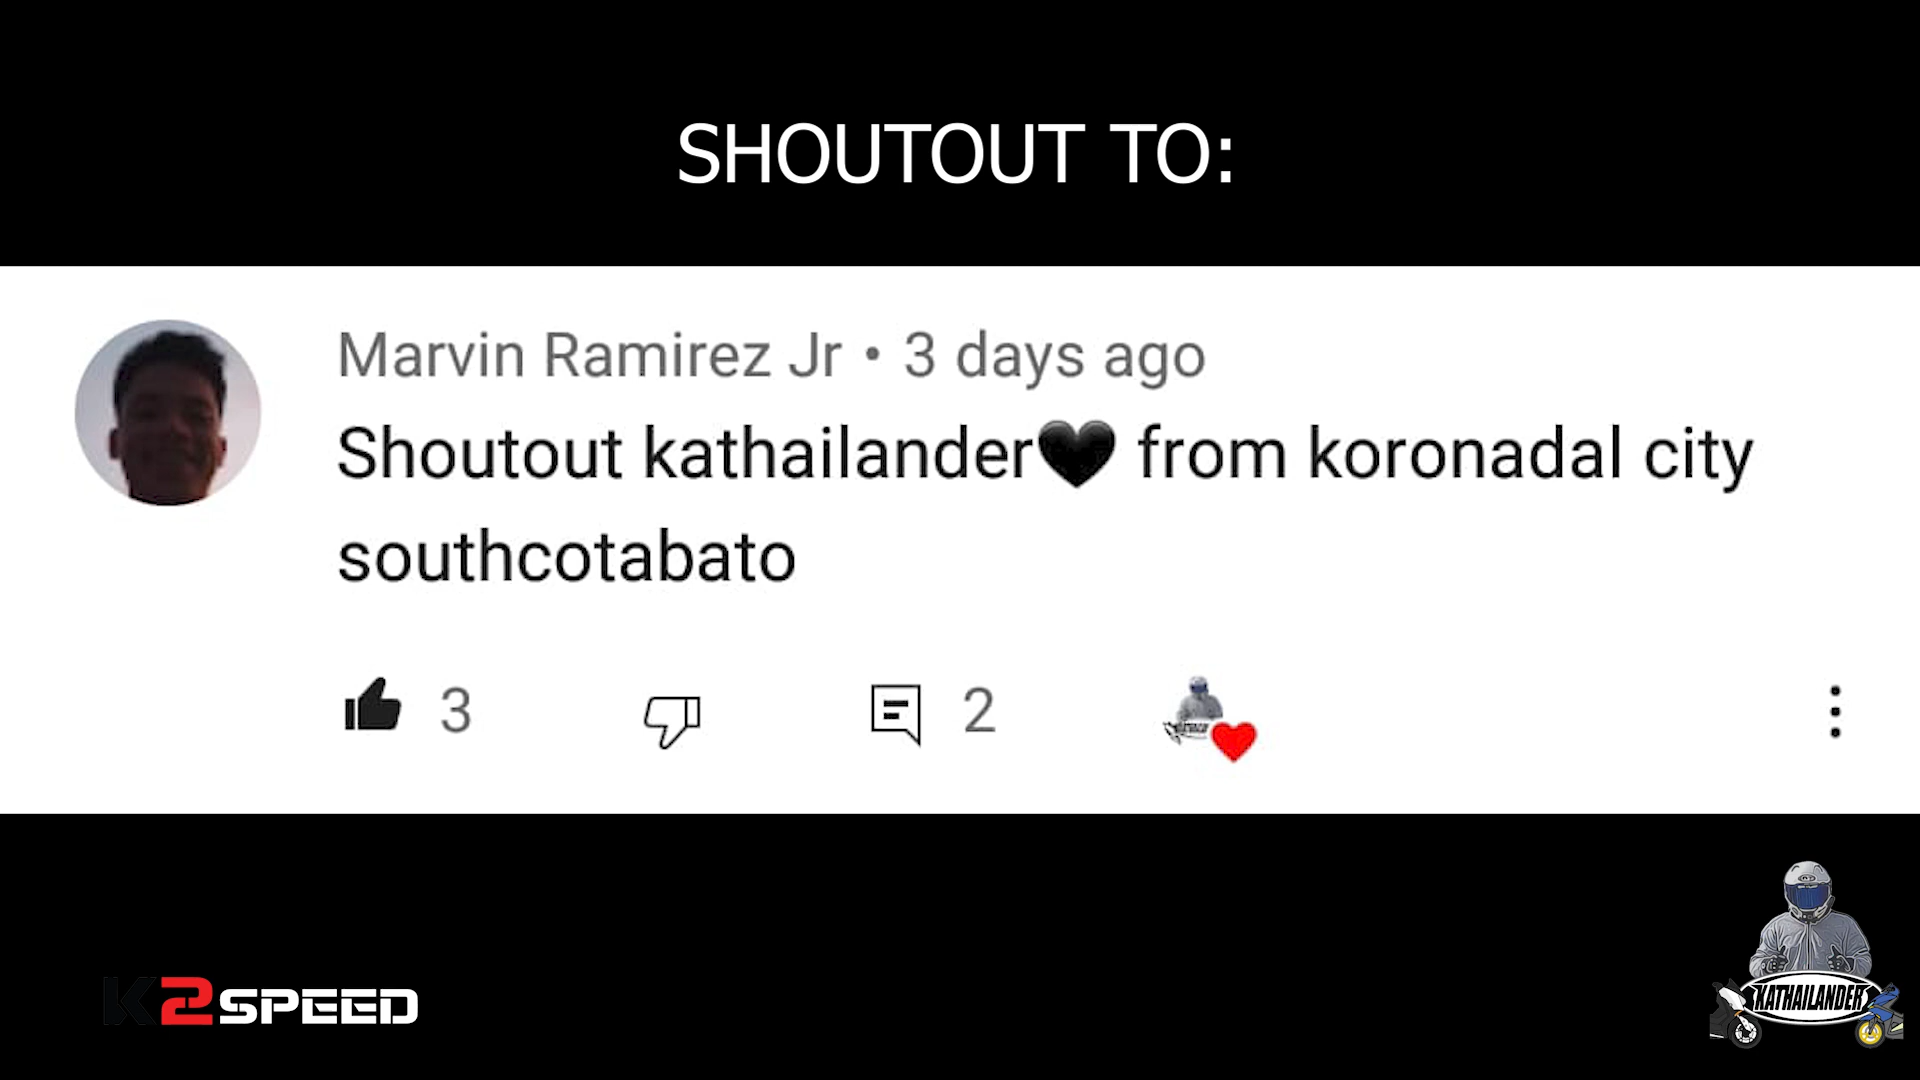 SHOUTOUT TO:
Marvin Ramirez Jr • 3 days ago
Shoutout kathailander🖤 from koronadal city
southcotabato
3 2
K2SPEED
KATHAILANDER